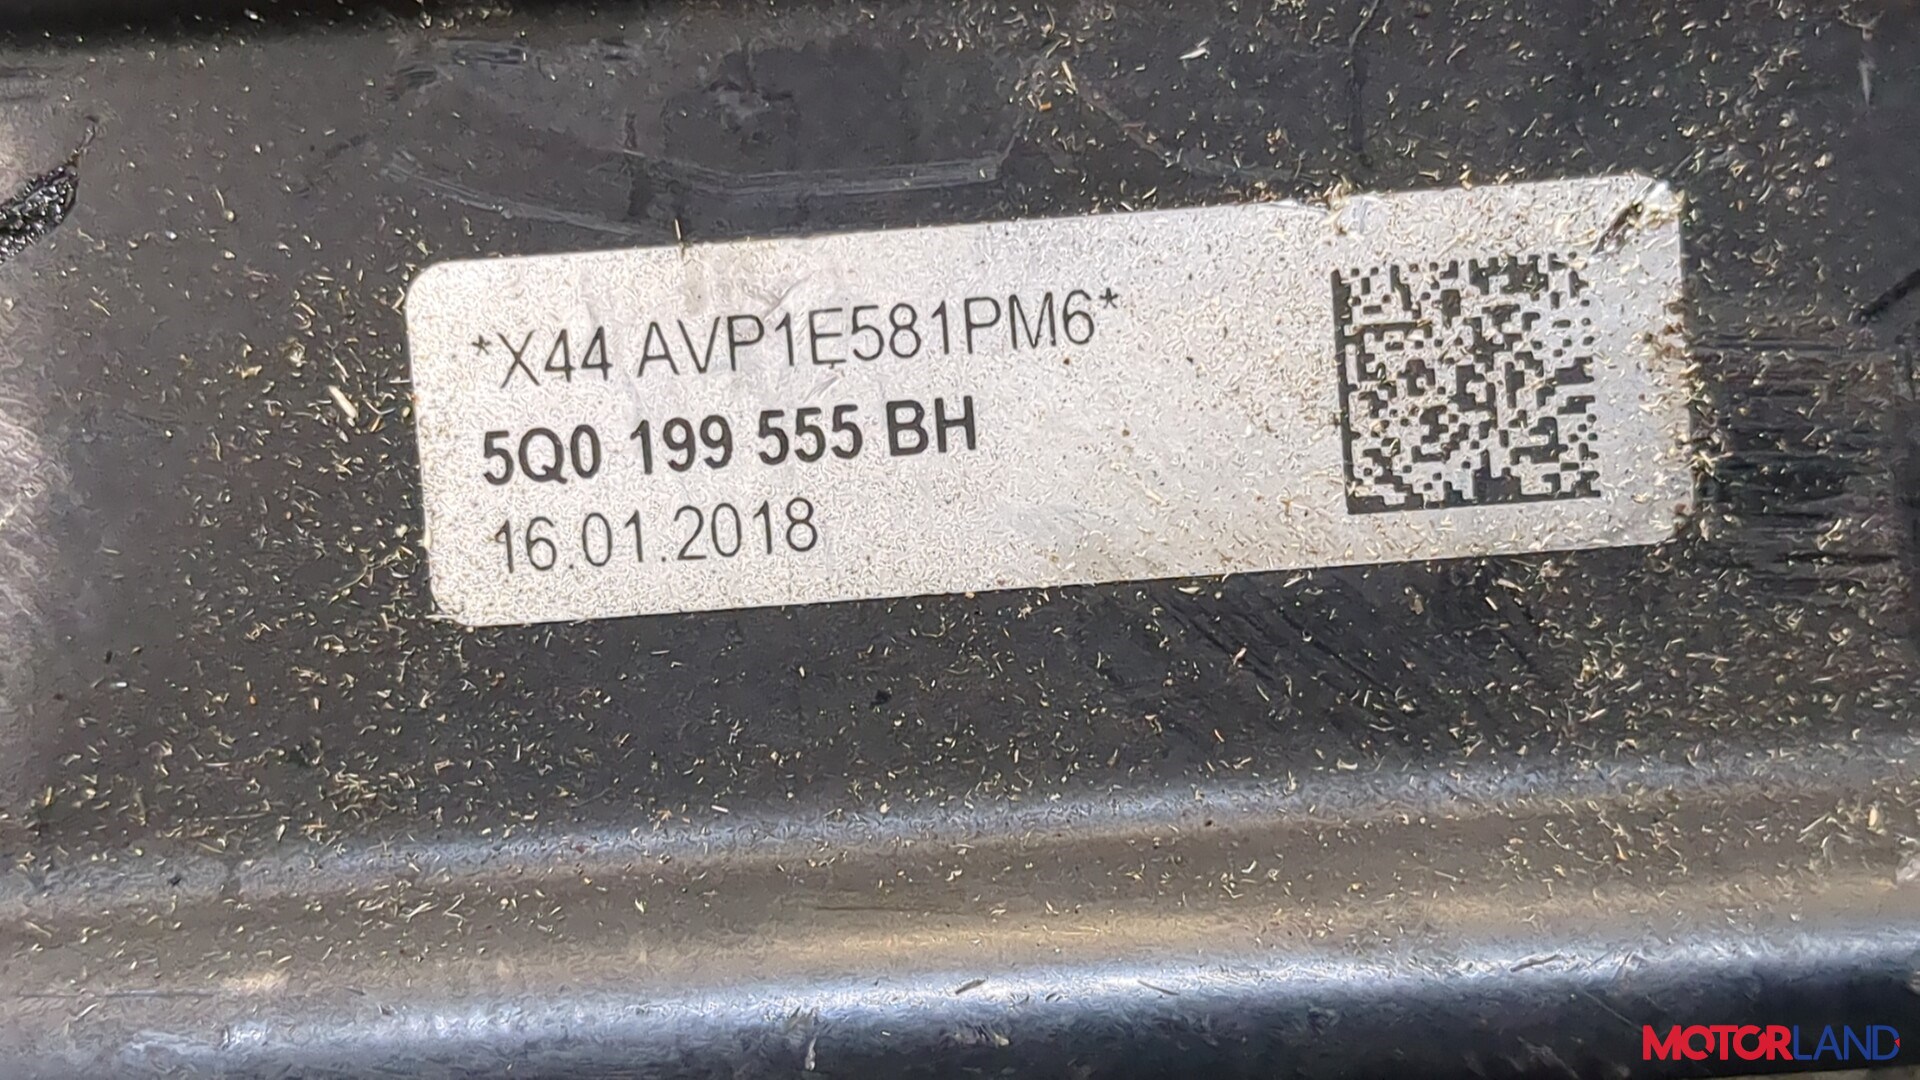 *X44 AVP1E581PM6*
5Q0 199 555 BH
16.01.2018
MOTORLAND